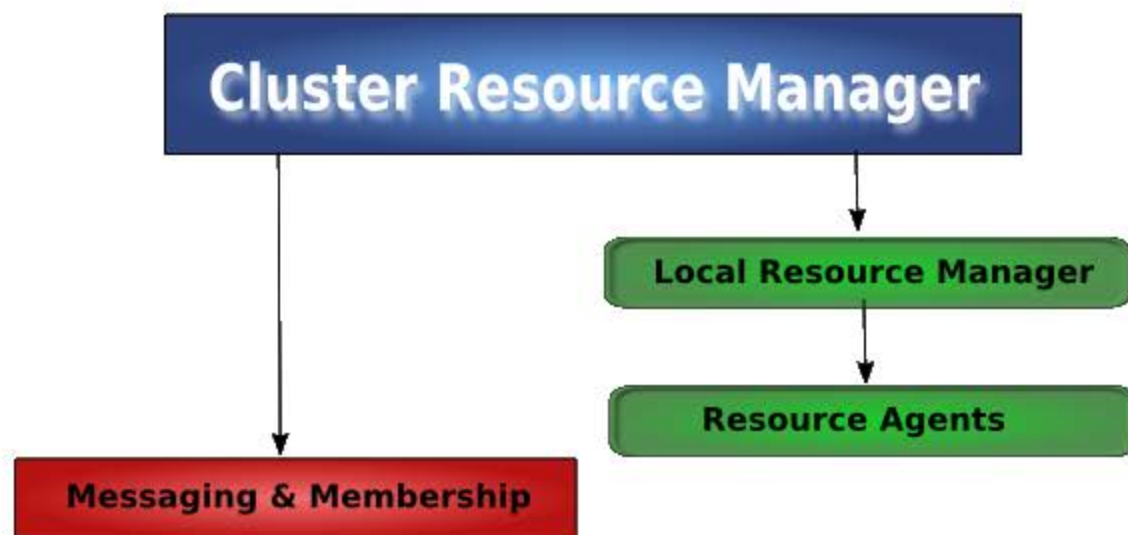 Cluster Resource Manager
Local Resource Manager
Resource Agents
Messaging & Membership